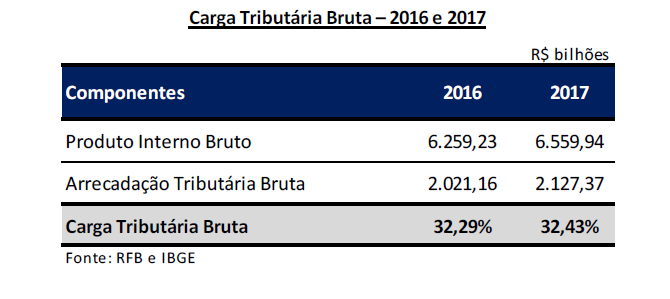 Carga Tributária Bruta – 2016 e 2017
R$ bilhões
Componentes 2016 2017
Produto Interno Bruto 6.259,23 6.559,94
Arrecadação Tributária Bruta 2.021,16 2.127,37
Carga Tributária Bruta 32,29% 32,43%
Fonte: RFB e IBGE